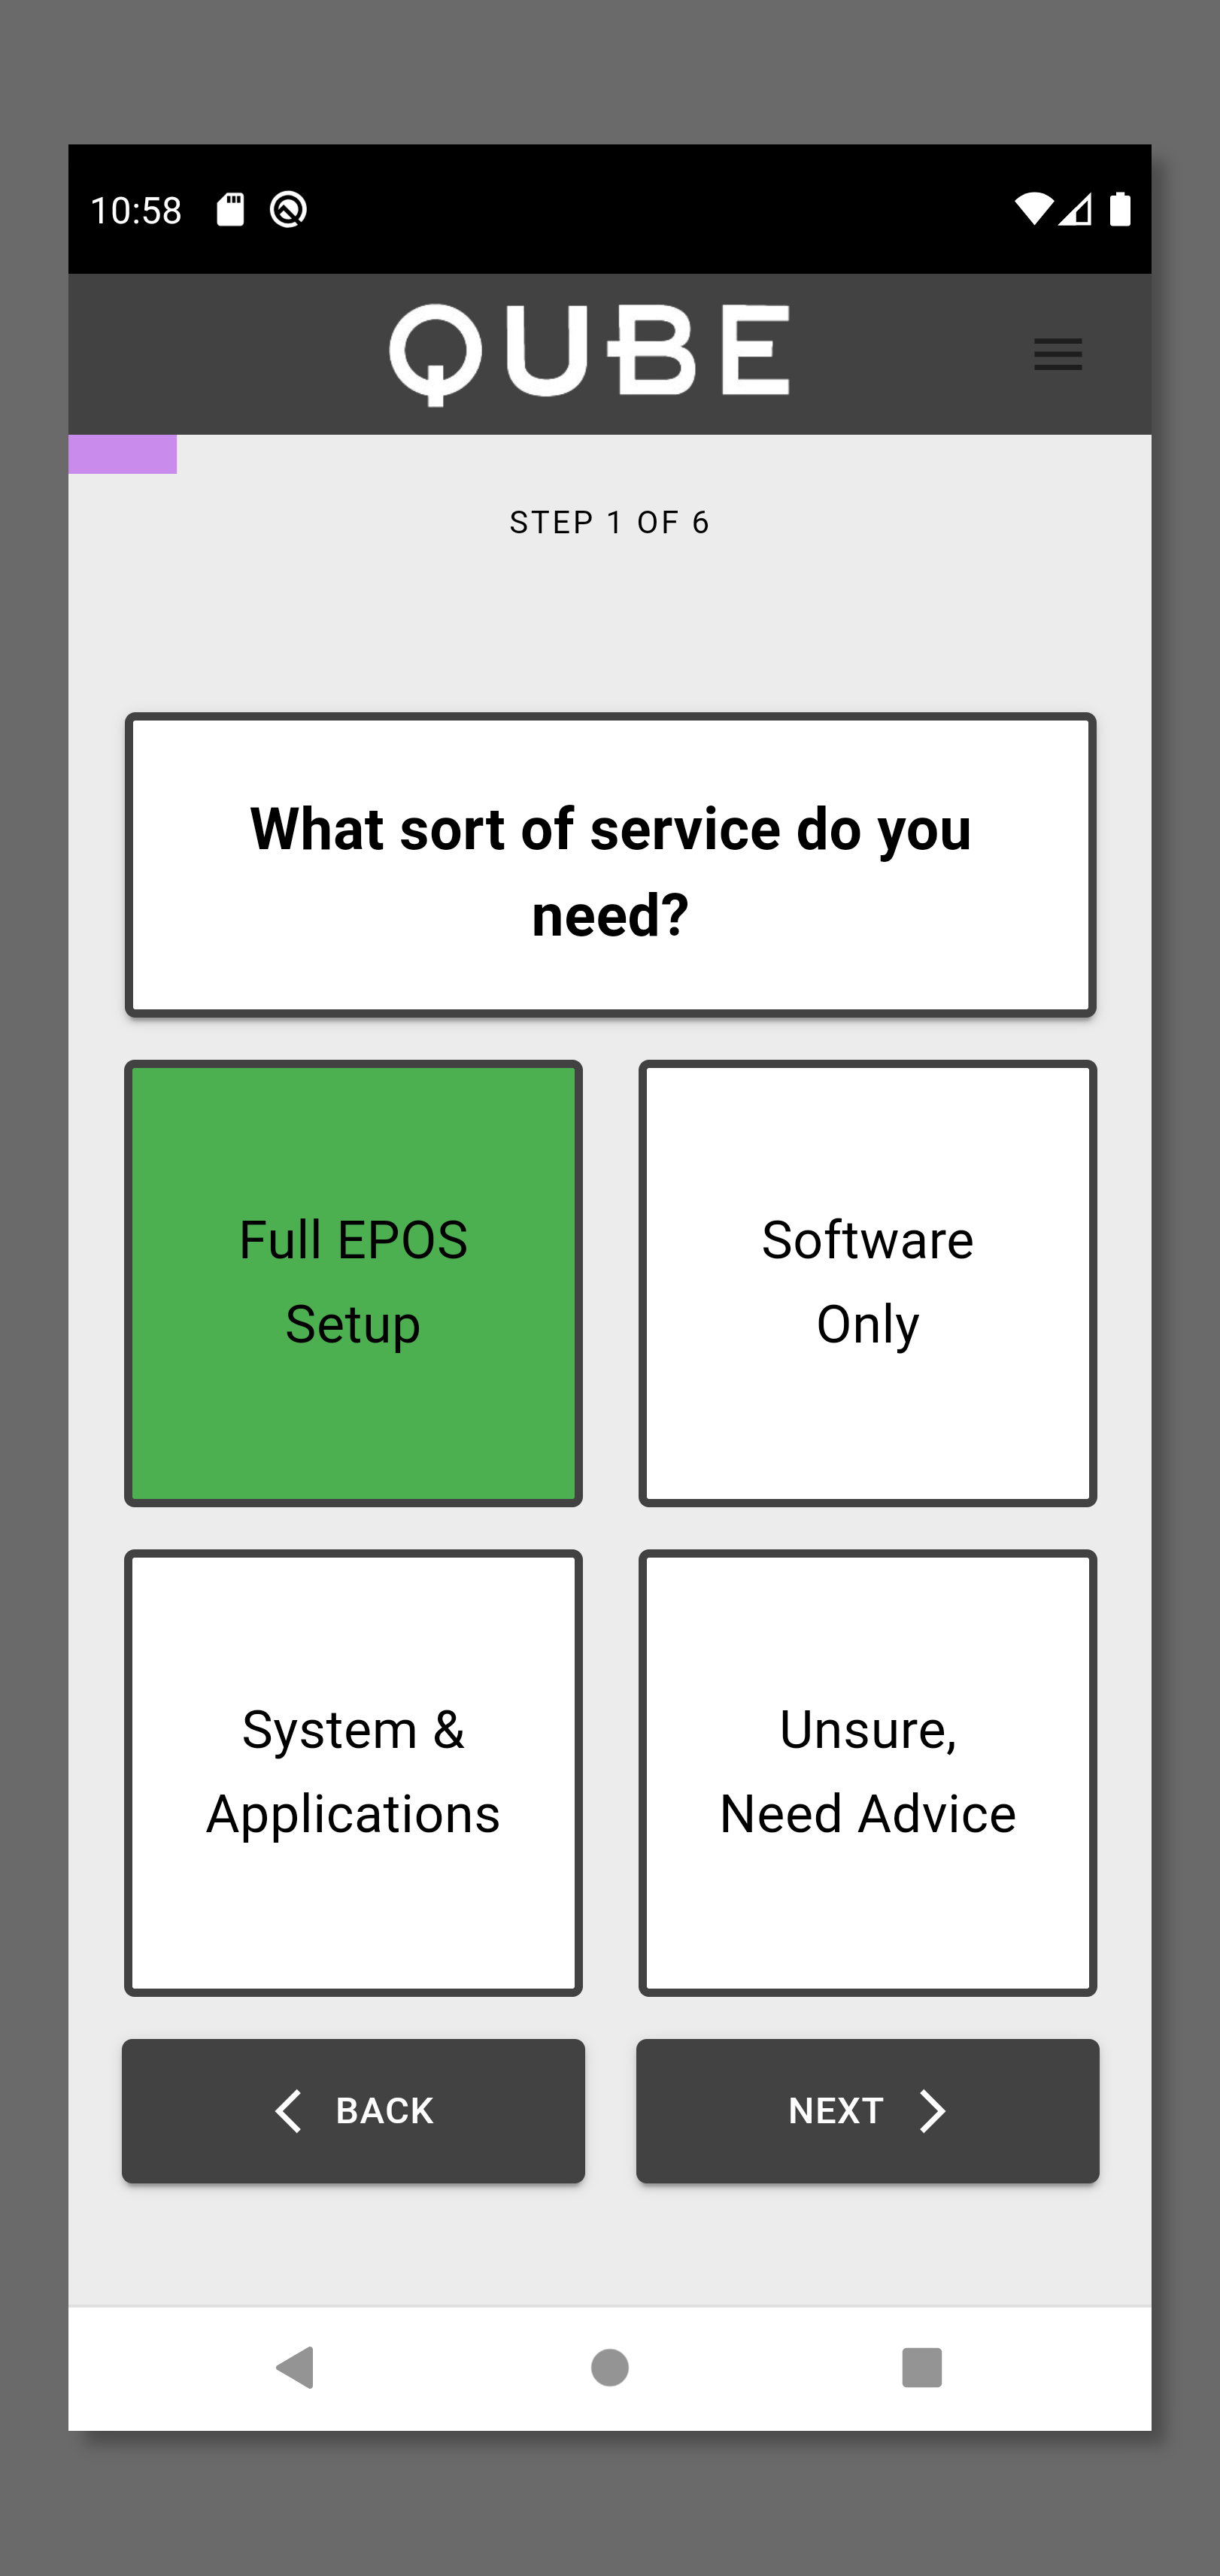 10:58
QUBE
STEP 1 OF 6
What sort of service do you
need?
Full EPOS
Setup
Software
Only
System &
Applications
Unsure,
Need Advice
BACK
NEXT